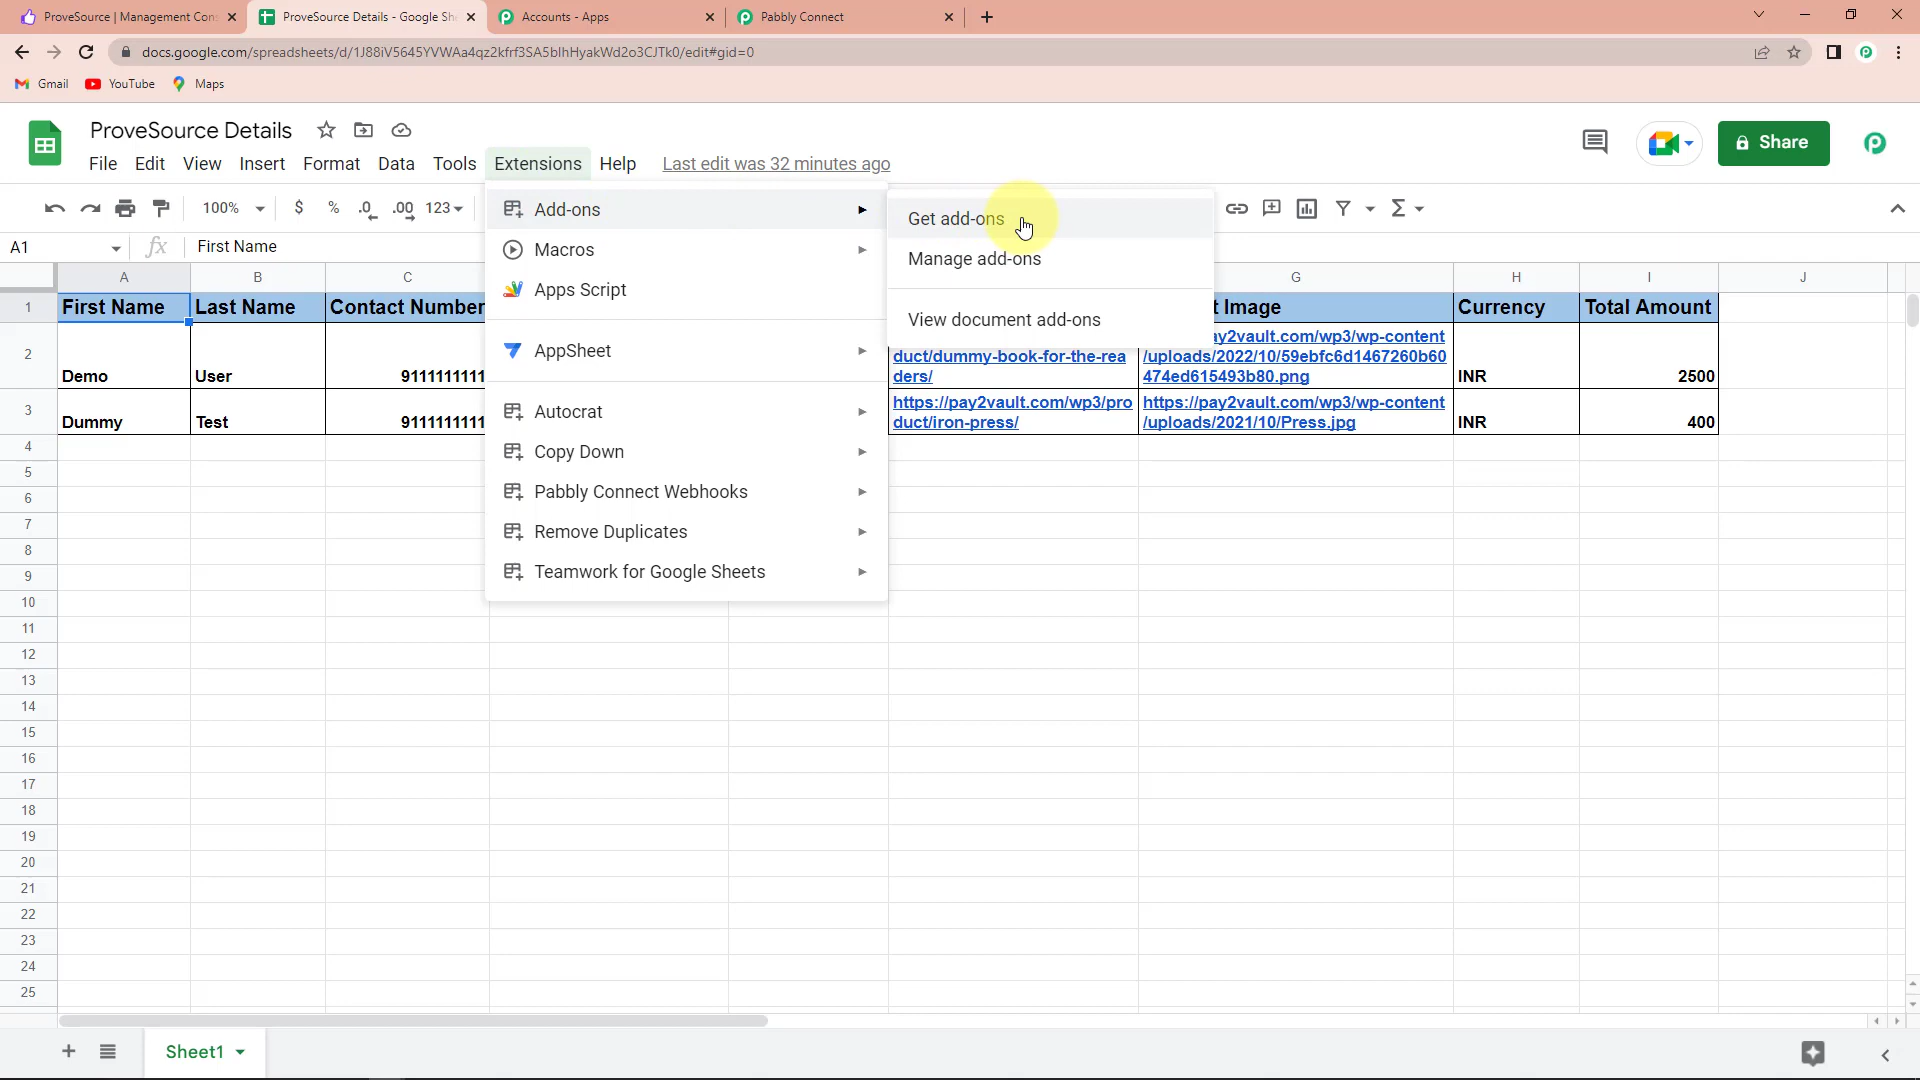 ProveSource | Management Con
ProveSource Details - Google She
Accounts - Apps
Pabbly Connect
docs.google.com/spreadsheets/d/1J88iV5645YVWAa4qz2kfrf3SA5blhHyakWd2o3CJTk0/edit#gid=0
Gmail
YouTube
Maps
ProveSource Details
File Edit View Insert Format Data Tools Extensions Help Last edit was 32 minutes ago
Share
100% $ % .0 .00 123
A1 fx First Name
Add-ons
Macros
Apps Script
AppSheet
Autocrat
Copy Down
Pabbly Connect Webhooks
Remove Duplicates
Teamwork for Google Sheets
Get add-ons
Manage add-ons
View document add-ons
A B C G H I J
1 First Name Last Name Contact Number t Image Currency Total Amount
2 Demo User 9111111111
duct/dummy-book-for-the-rea
ders/
ay2vault.com/wp3/wp-content
/uploads/2022/10/59ebfc6d1467260b60
474ed615493b80.png
INR 2500
3 Dummy Test 9111111111
https://pay2vault.com/wp3/pro
duct/iron-press/
https://pay2vault.com/wp3/wp-content
/uploads/2021/10/Press.jpg
INR 400
4
5
6
7
8
9
10
11
12
13
14
15
16
17
18
19
20
21
22
23
24
25
Sheet1